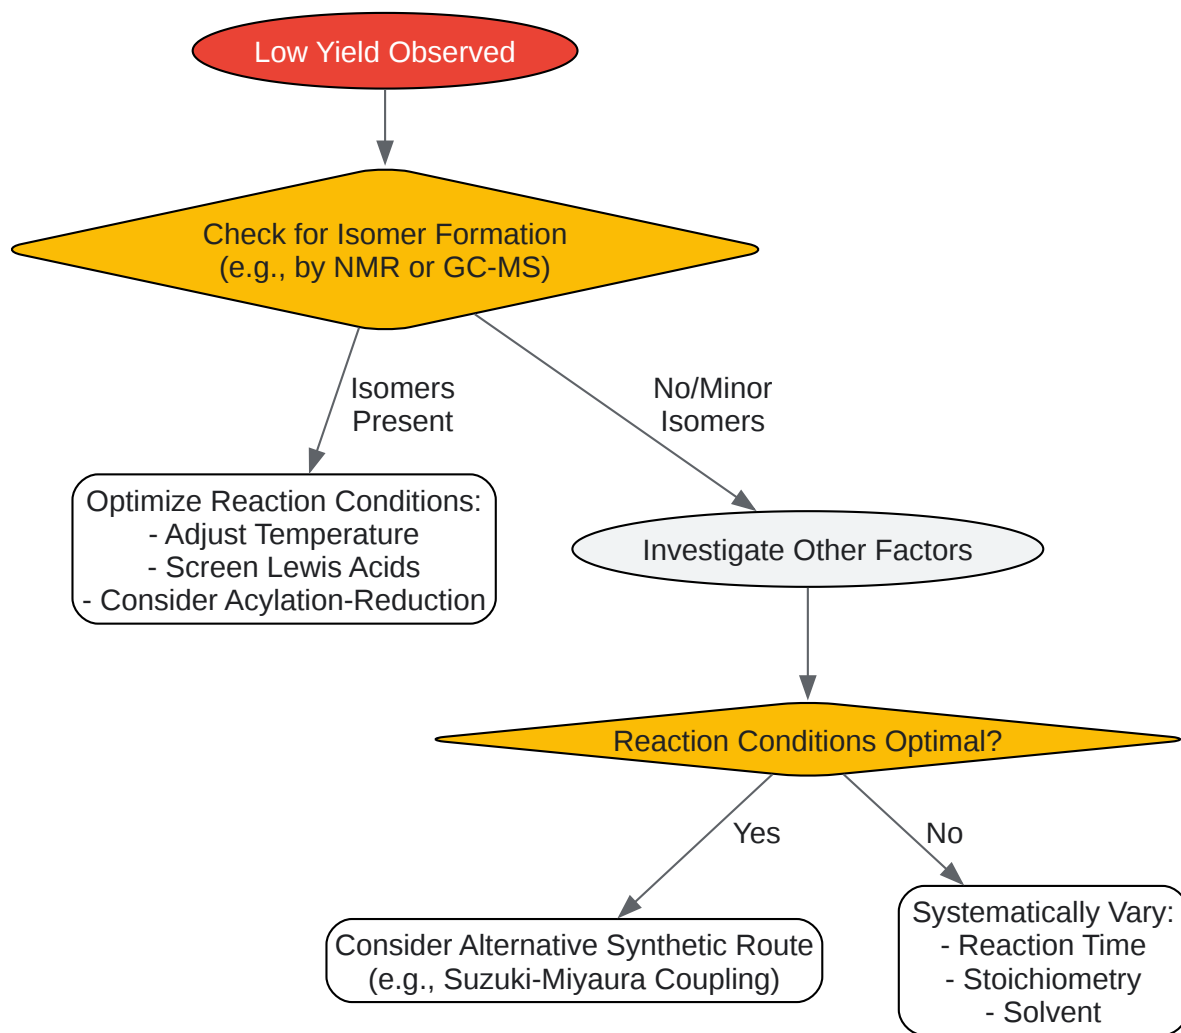 Low Yield Observed
Check for Isomer Formation
(e.g., by NMR or GC-MS)
Isomers
Present
No/Minor
Isomers
Optimize Reaction Conditions:
- Adjust Temperature
- Screen Lewis Acids
- Consider Acylation-Reduction
Investigate Other Factors
Reaction Conditions Optimal?
Yes
No
Consider Alternative Synthetic Route
(e.g., Suzuki-Miyaura Coupling)
Systematically Vary:
- Reaction Time
- Stoichiometry
- Solvent